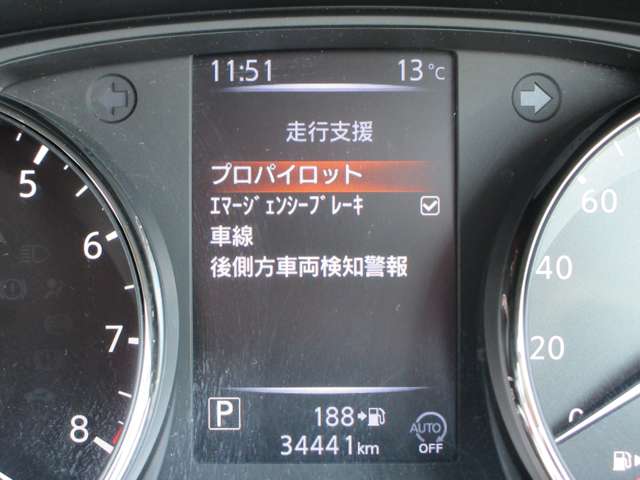 11:51 13℃
走行支援
プロパイロット
ｴﾏｰｼﾞｪﾝｼｰﾌﾞﾚｰｷ
車線
後側方車両検知警報
P 188
34441km
AUTO
OFF
5
6
7
8
60
40
20
0